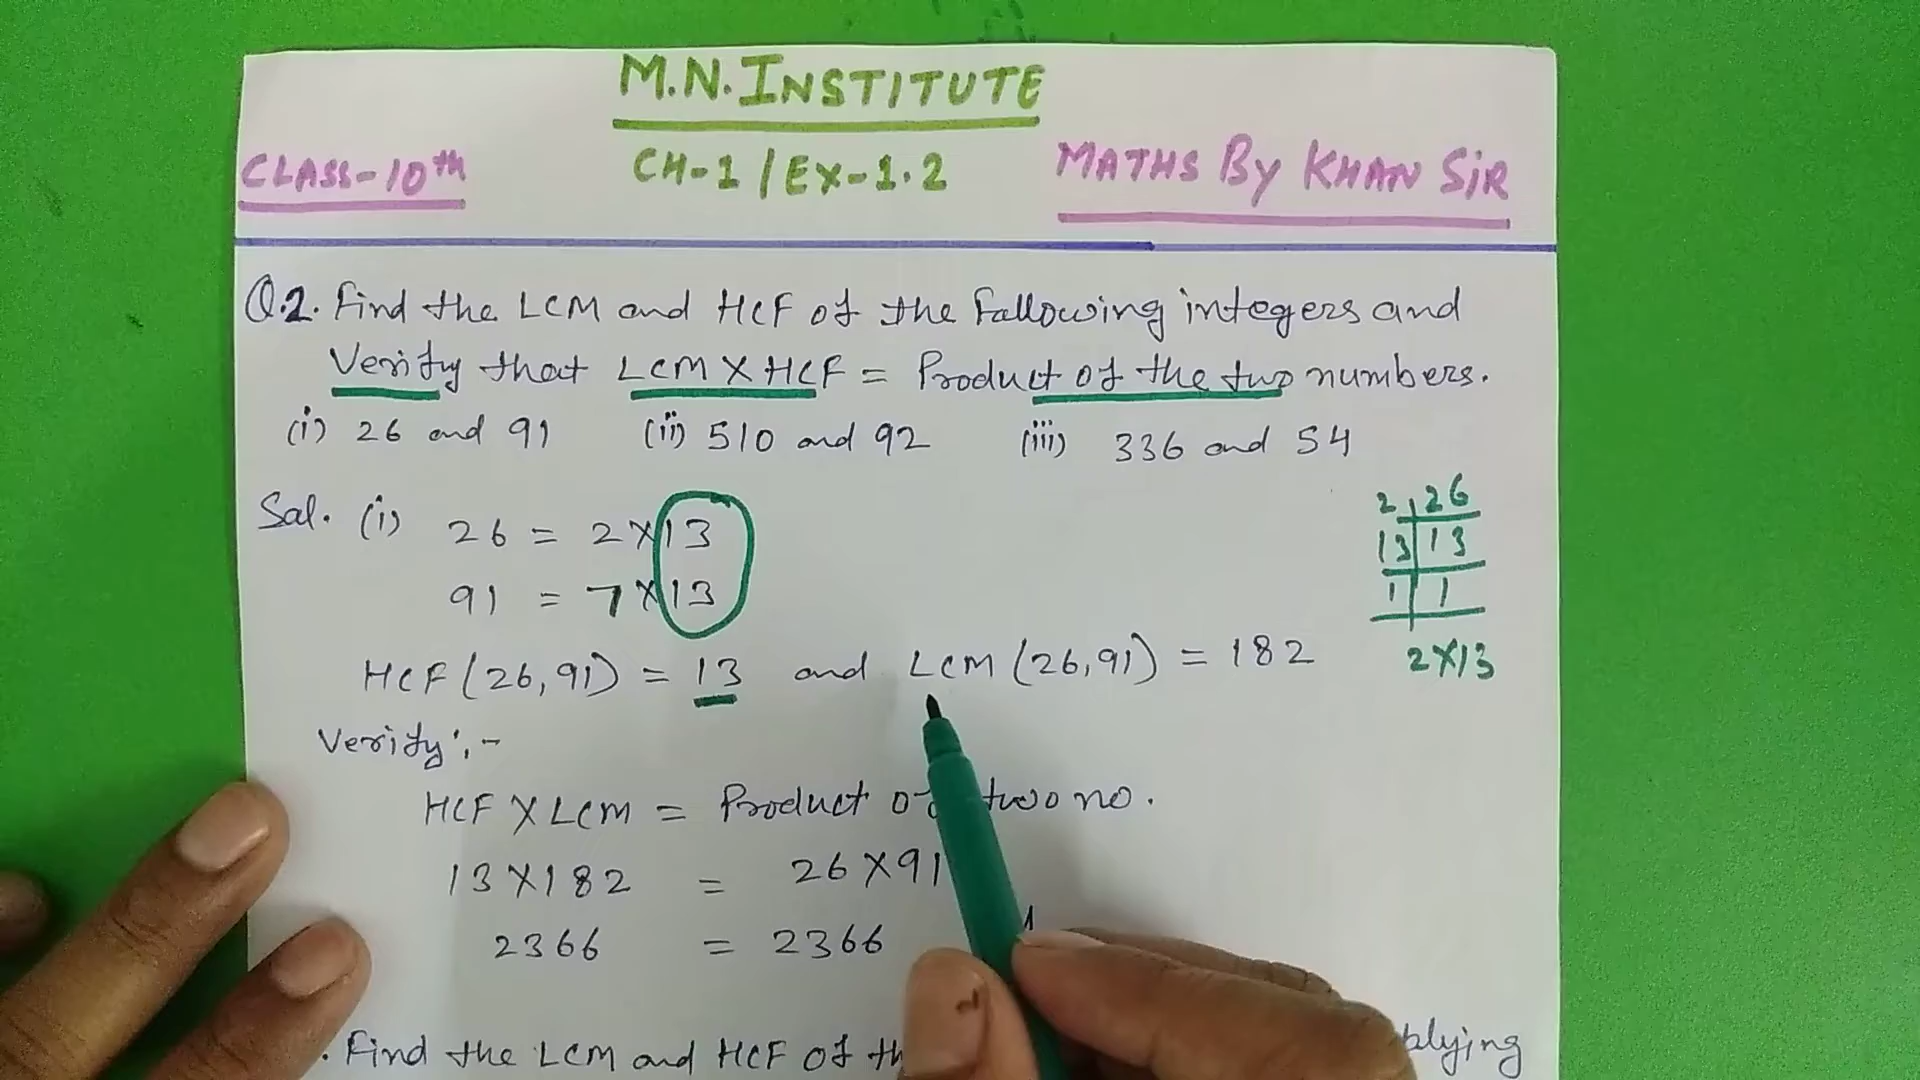 M.N. INSTITUTE
CLASS-10th
CH-1 / EX-1.2
MATHS By KHAN SiR
Q.2. Find the LCM and HCF of the Following integers and
Verify that LCM X HCF = Product of the two numbers.
(i) 26 and 91 (ii) 510 and 92 (iii) 336 and 54
Sol. (i) 26 = 2 X 13
91 = 7 X 13
HCF (26,91) = 13 and LCM (26,91) = 182
2 26
13 13
1 1
2X13
Verify :-
HCF X LCM = Product of two no.
13 X 182 = 26 X 91
2366 = 2366
. Find the LCM and HCF of